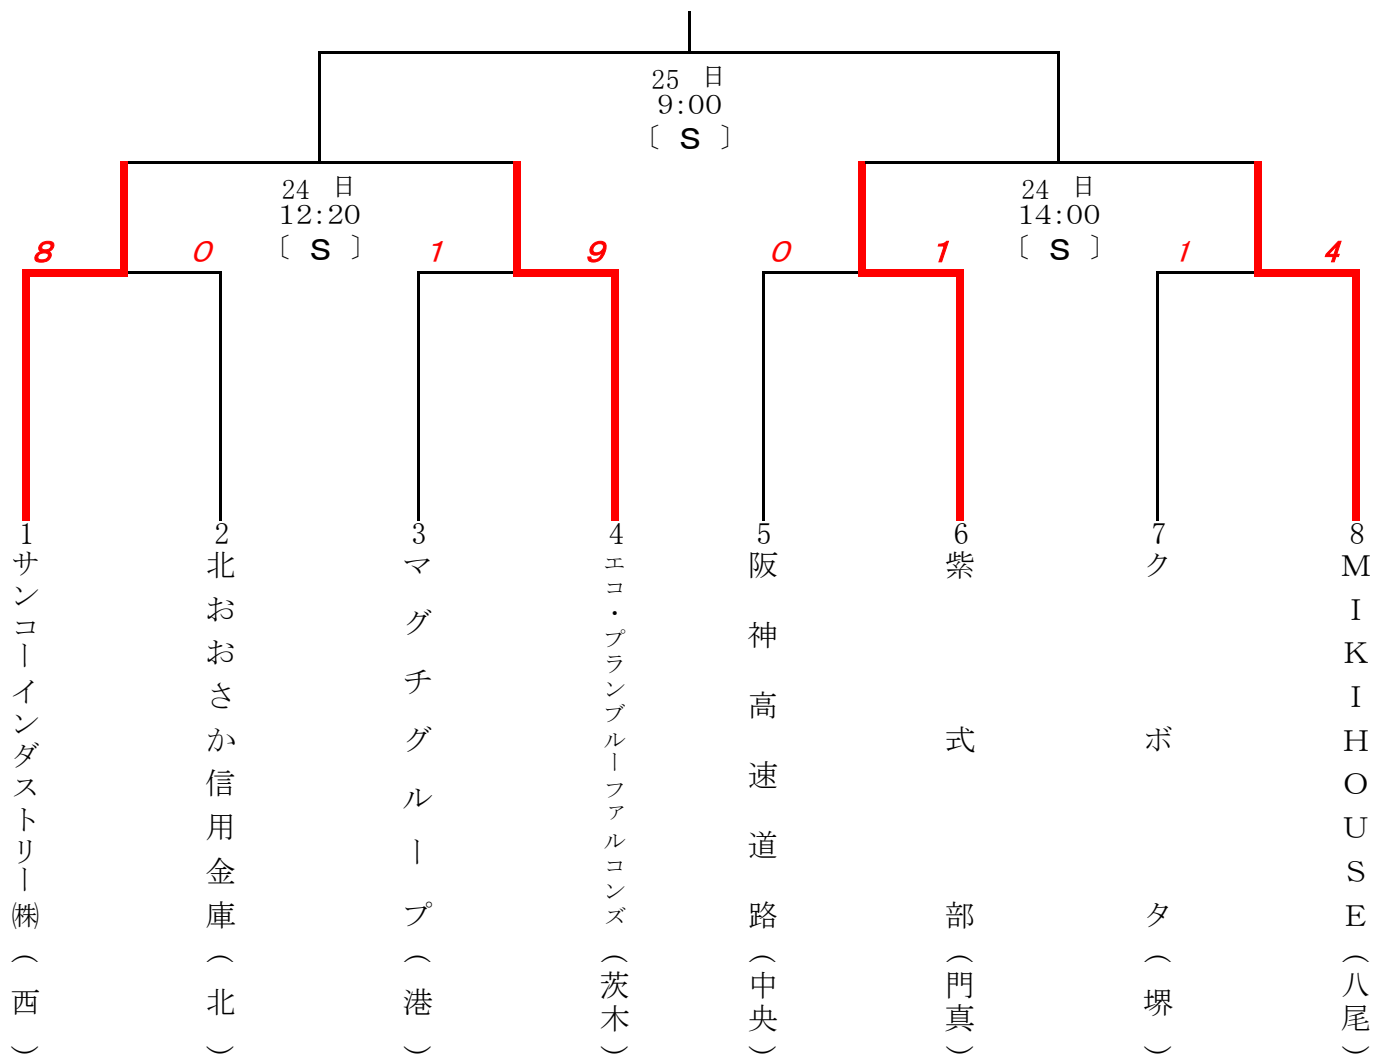 25 日
9:00
〔 S 〕
24 日
12:20
〔 S 〕
24 日
14:00
〔 S 〕
8
0
1
9
0
1
1
4
1
サンコーインダストリー㈱(西)
2
北おおさか信用金庫(北)
3
マグチグループ(港)
4
エコ・プランブルーファルコンズ(茨木)
5
阪神高速道路(中央)
6
紫式部(門真)
7
クボタ(堺)
8
MIKIHOUSE(八尾)